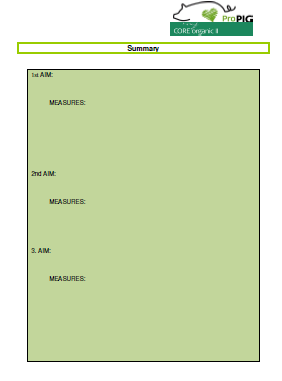 ProPIG
CORE organic II
Summary
1st AIM:
MEASURES:
2nd AIM:
MEASURES:
3. AIM:
MEASURES: